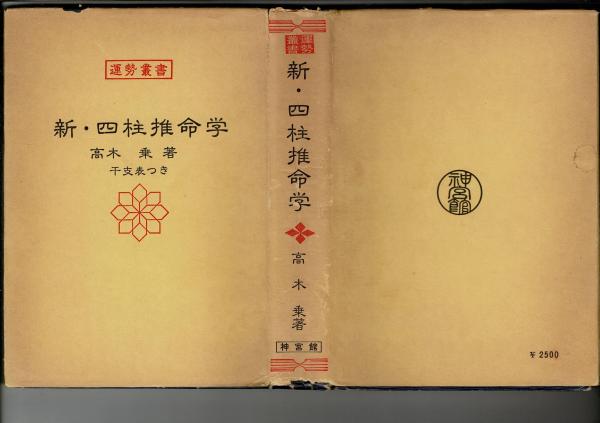 運勢叢書
新・四柱推命学
高木 乗 著
干支表つき
運勢叢書
新・四柱推命学
高木 乗著
神宮館
神宮館
¥ 2500